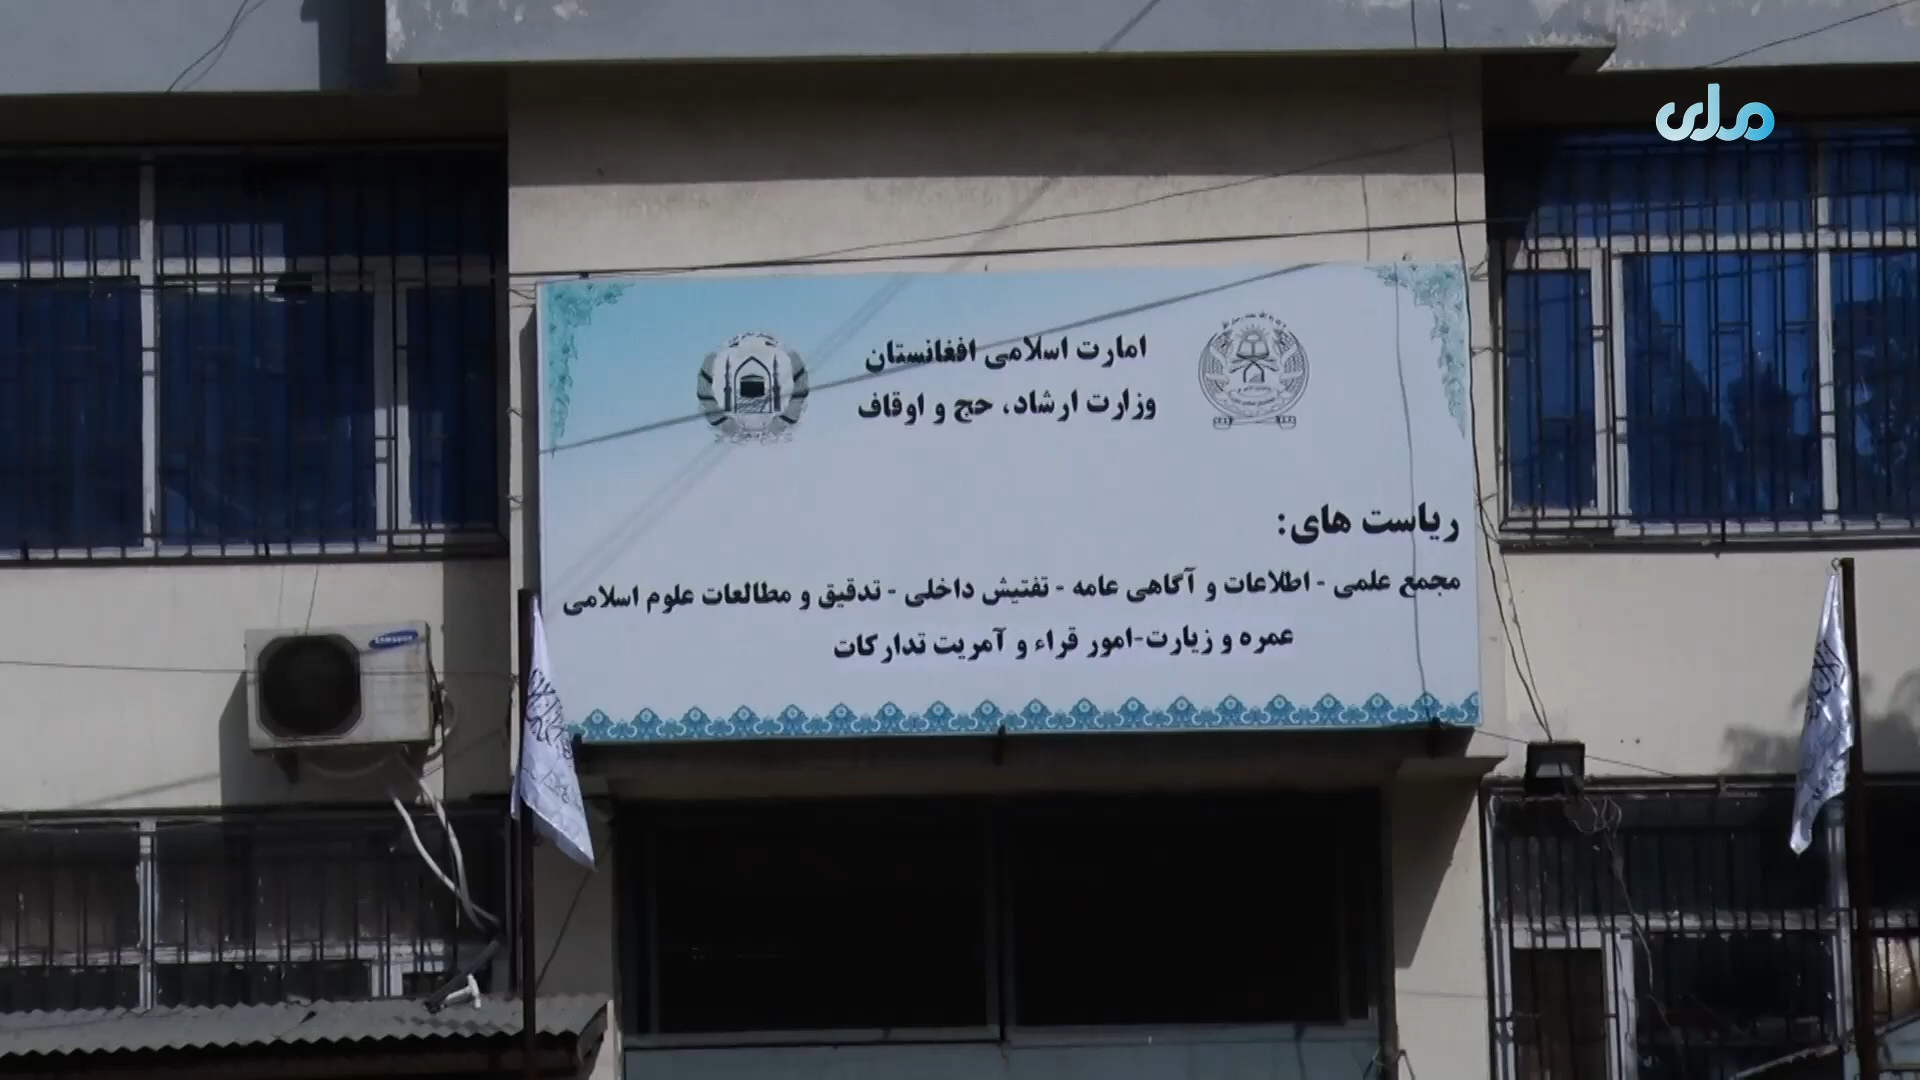 ملی
امارت اسلامی افغانستان
وزارت ارشاد، حج و اوقاف
ریاست های:
مجمع علمی - اطلاعات و آگاهی عامه - تفتیش داخلی - تدقیق و مطالعات علوم اسلامی
عمره و زیارت-امور قراء و آمریت تدارکات
SAMSUNG